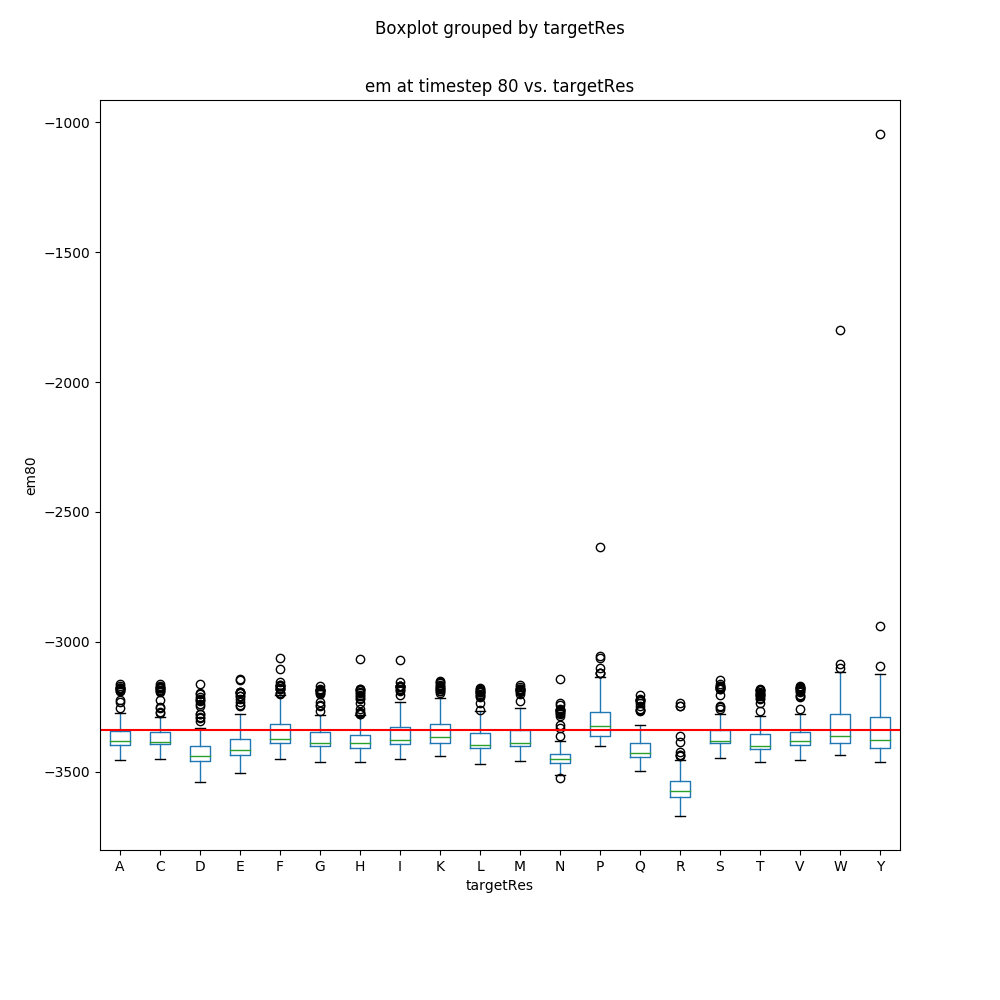 Boxplot grouped by targetRes
em at timestep 80 vs. targetRes
−1000
−1500
−2000
−2500
−3000
−3500
em80
A C D E F G H I K L M N P Q R S T V W Y
targetRes